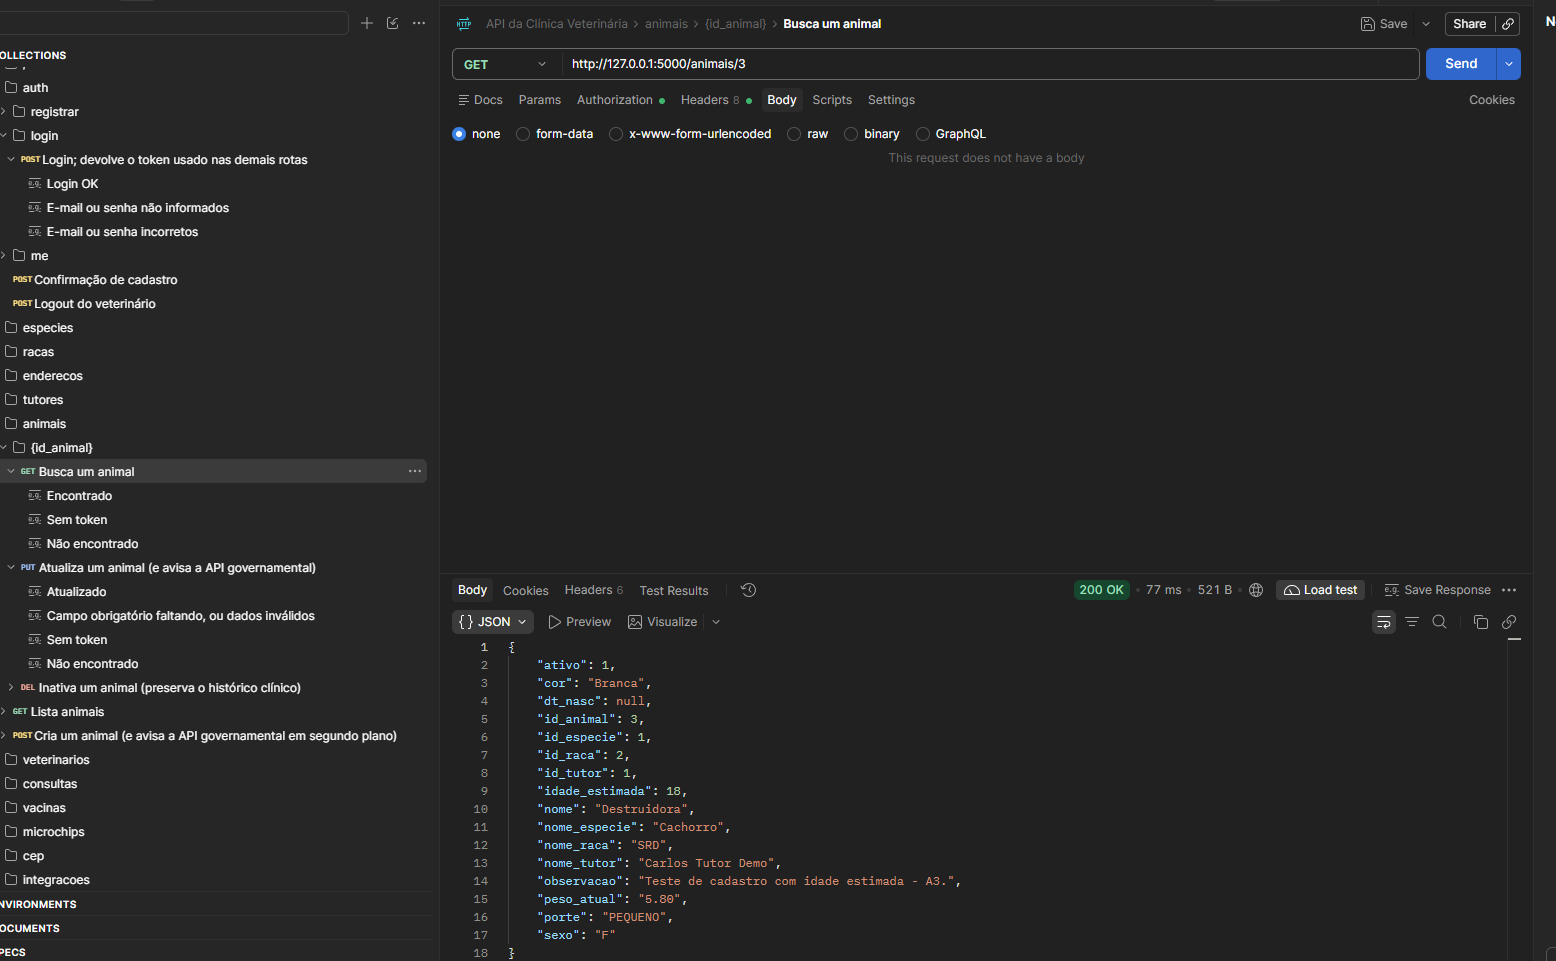 OLLECTIONS
auth
registrar
login
POST Login; devolve o token usado nas demais rotas
e.g. Login OK
e.g. E-mail ou senha não informados
e.g. E-mail ou senha incorretos
me
POST Confirmação de cadastro
POST Logout do veterinário
especies
racas
enderecos
tutores
animais
{id_animal}
GET Busca um animal
e.g. Encontrado
e.g. Sem token
e.g. Não encontrado
PUT Atualiza um animal (e avisa a API governamental)
e.g. Atualizado
e.g. Campo obrigatório faltando, ou dados inválidos
e.g. Sem token
e.g. Não encontrado
DEL Inativa um animal (preserva o histórico clínico)
GET Lista animais
POST Cria um animal (e avisa a API governamental em segundo plano)
veterinarios
consultas
vacinas
microchips
cep
integracoes
NVIRONMENTS
OCUMENTS
PECS
HTTP API da Clínica Veterinária > animais > {id_animal} > Busca um animal Save Share N
GET http://127.0.0.1:5000/animais/3 Send
Docs Params Authorization Headers 8 Body Scripts Settings Cookies
none form-data x-www-form-urlencoded raw binary GraphQL
This request does not have a body
Body Cookies Headers 6 Test Results 200 OK 77 ms 521 B Load test e.g. Save Response
{} JSON Preview Visualize
1 {
2 "ativo": 1,
3 "cor": "Branca",
4 "dt_nasc": null,
5 "id_animal": 3,
6 "id_especie": 1,
7 "id_raca": 2,
8 "id_tutor": 1,
9 "idade_estimada": 18,
10 "nome": "Destruidora",
11 "nome_especie": "Cachorro",
12 "nome_raca": "SRD",
13 "nome_tutor": "Carlos Tutor Demo",
14 "observacao": "Teste de cadastro com idade estimada - A3.",
15 "peso_atual": "5.80",
16 "porte": "PEQUENO",
17 "sexo": "F"
18 }